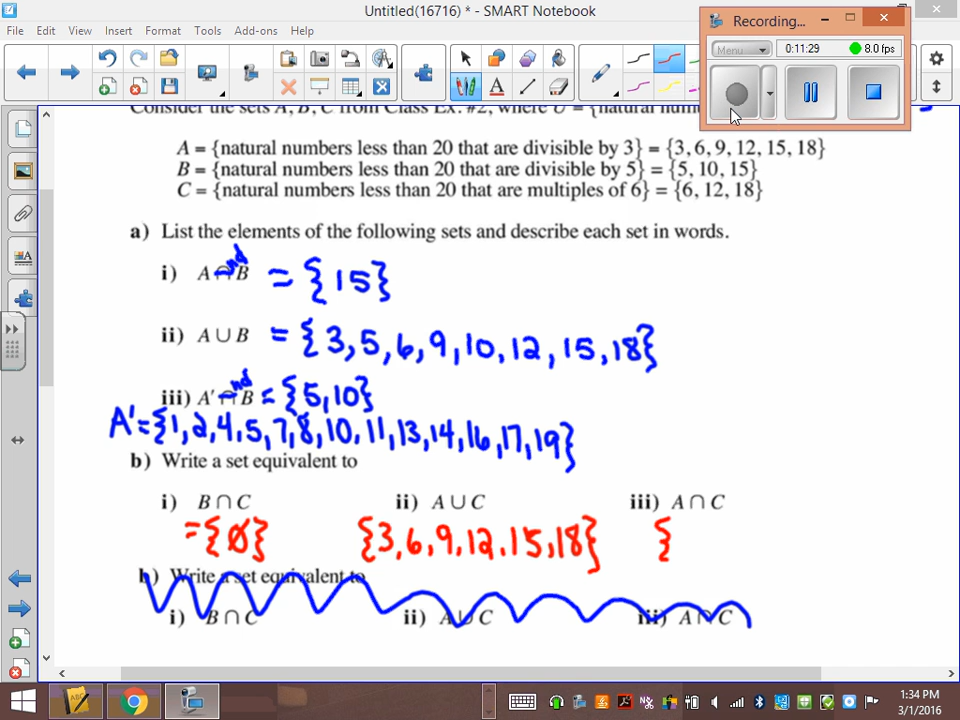 Untitled(16716) * - SMART Notebook
Recording...
File Edit View Insert Format Tools Add-ons Help
Menu 0:11:29 8.0 fps
Consider the sets A, B, C from Class Ex. #2, where U = {natural num
A = {natural numbers less than 20 that are divisible by 3} = {3, 6, 9, 12, 15, 18}
B = {natural numbers less than 20 that are divisible by 5} = {5, 10, 15}
C = {natural numbers less than 20 that are multiples of 6} = {6, 12, 18}
a) List the elements of the following sets and describe each set in words.
i) A ∩ B and = {15}
ii) A ∪ B = {3, 5, 6, 9, 10, 12, 15, 18}
iii) A' ∩ B and = {5, 10}
A' = {1, 2, 4, 5, 7, 8, 10, 11, 13, 14, 16, 17, 19}
b) Write a set equivalent to
i) B ∩ C ii) A ∪ C iii) A ∩ C
= {Ø} {3, 6, 9, 12, 15, 18} {
b) Write a set equivalent to
i) B ∩ C ii) A ∪ C iii) A ∩ C
ABC
1:34 PM
3/1/2016